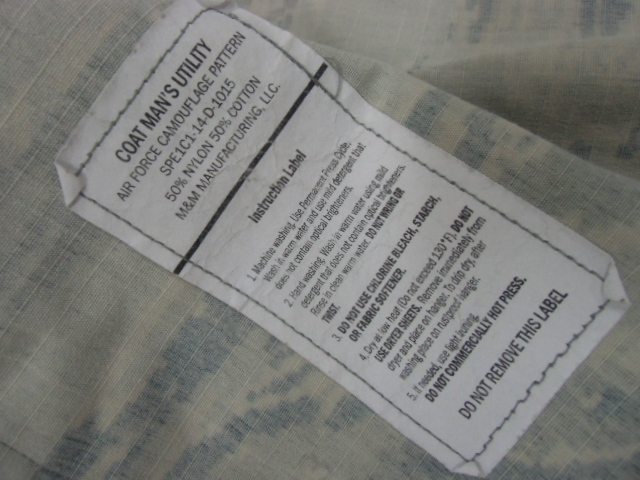 COAT MAN'S UTILITY
AIR FORCE CAMOUFLAGE PATTERN
SPE1C1-14-D-1015
50% NYLON 50% COTTON
M&M MANUFACTURING, LLC.
Instruction Label
1. Machine washing. Use Permanent Press Cycle.
Wash in warm water and use mild detergent that
does not contain optical brighteners.
2. Hand washing. Wash in warm water using mild
detergent that does not contain optical brighteners.
Rinse in clean warm water. DO NOT WRING OR
TWIST.
3. DO NOT USE CHLORINE BLEACH, STARCH,
OR FABRIC SOFTENER.
4. Dry at low heat (Do not exceed 130°F). DO NOT
USE DRYER SHEETS. Remove immediately from
dryer and place on hanger. To drip dry, after
washing place on rustproof hanger.
5. If needed, use light ironing.
DO NOT COMMERCIALLY HOT PRESS.
DO NOT REMOVE THIS LABEL